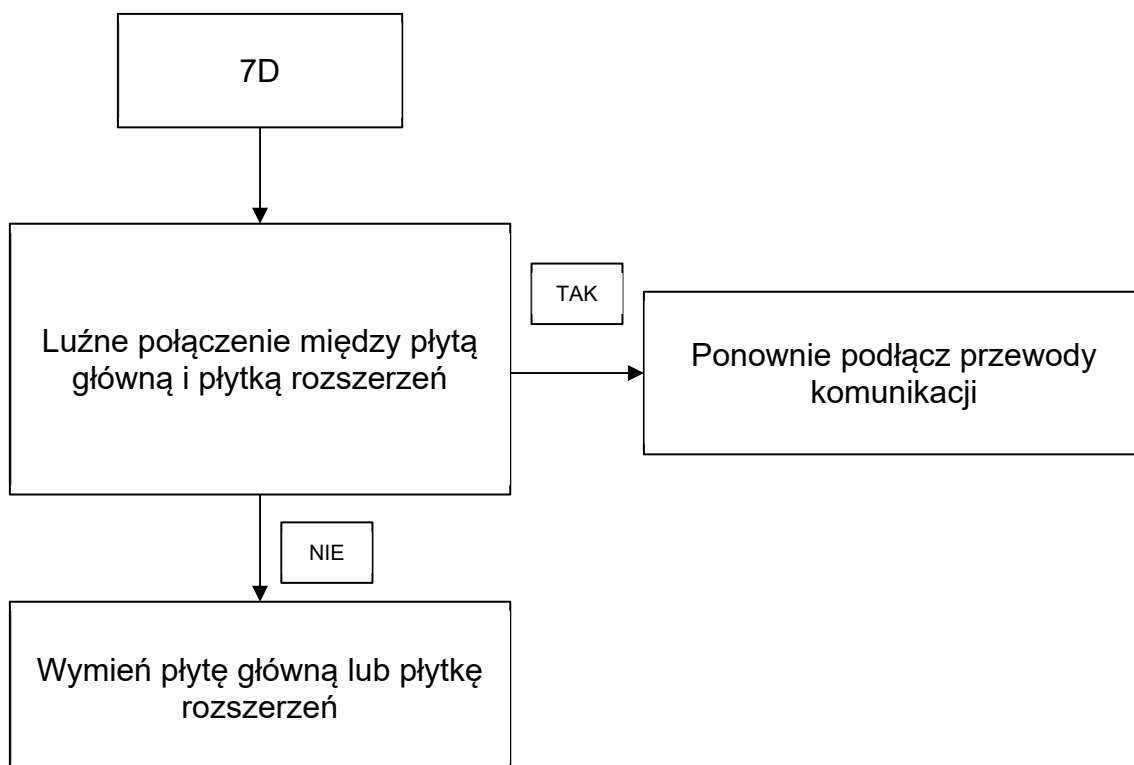 7D
Luźne połączenie między płytą
główną i płytką rozszerzeń
TAK
Ponownie podłącz przewody
komunikacji
NIE
Wymień płytę główną lub płytkę
rozszerzeń